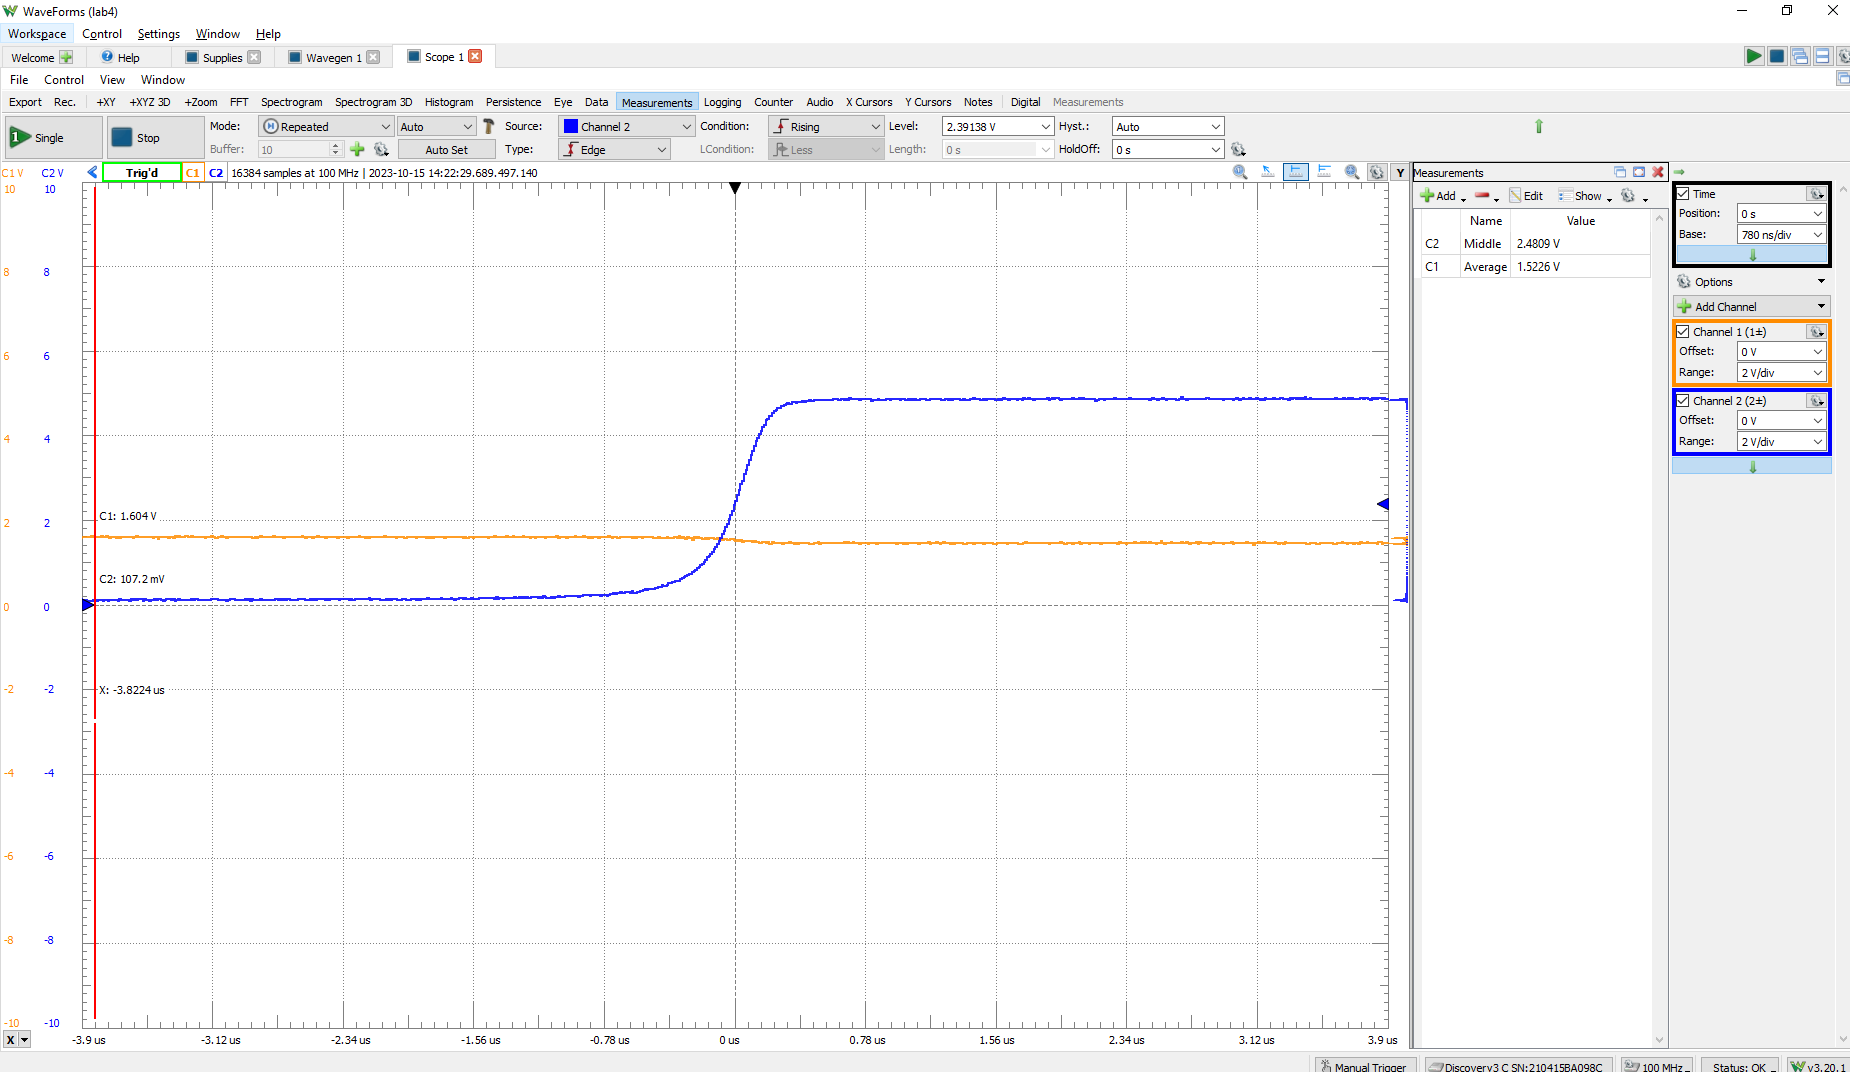 WaveForms (lab4)
Workspace Control Settings Window Help
Welcome Help Supplies Wavegen 1 Scope 1
File Control View Window
Export Rec. +XY +XYZ 3D +Zoom FFT Spectrogram Spectrogram 3D Histogram Persistence Eye Data Measurements Logging Counter Audio X Cursors Y Cursors Notes Digital Measurements
1 Single Stop Mode: Repeated Auto Source: Channel 2 Condition: Rising Level: 2.39138 V Hyst.: Auto
Buffer: 10 Auto Set Type: Edge LCondition: Less Length: 0 s HoldOff: 0 s
C1 V C2 V Trig'd C1 C2 16384 samples at 100 MHz | 2023-10-15 14:22:29.689.497.140 Y
10 10
8 8
6 6
4 4
2 2
0 0
-2 -2
-4 -4
-6 -6
-8 -8
-10 -10
C1: 1.604 V
C2: 107.2 mV
X: -3.8224 us
X -3.9 us -3.12 us -2.34 us -1.56 us -0.78 us 0 us 0.78 us 1.56 us 2.34 us 3.12 us 3.9 us
Measurements
Add Edit Show
Name Value
C2 Middle 2.4809 V
C1 Average 1.5226 V
Time
Position: 0 s
Base: 780 ns/div
Options
Add Channel
Channel 1 (1±)
Offset: 0 V
Range: 2 V/div
Channel 2 (2±)
Offset: 0 V
Range: 2 V/div
Manual Trigger Discovery3 C SN:210415BA098C 100 MHz Status: OK v3.20.1